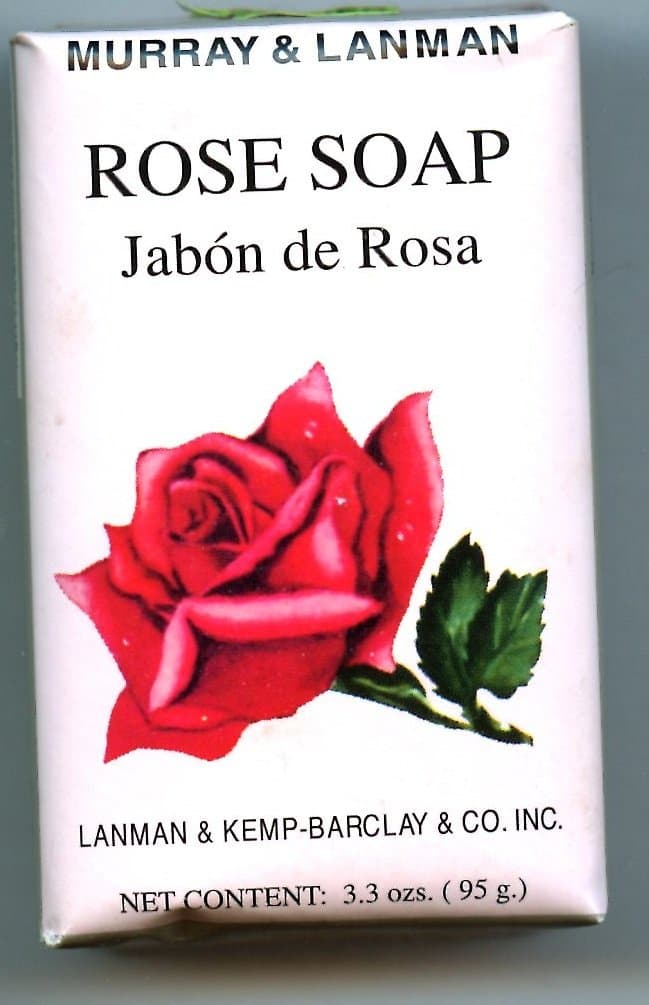 MURRAY & LANMAN
ROSE SOAP
Jabón de Rosa
LANMAN & KEMP-BARCLAY & CO. INC.
NET CONTENT: 3.3 ozs. ( 95 g.)